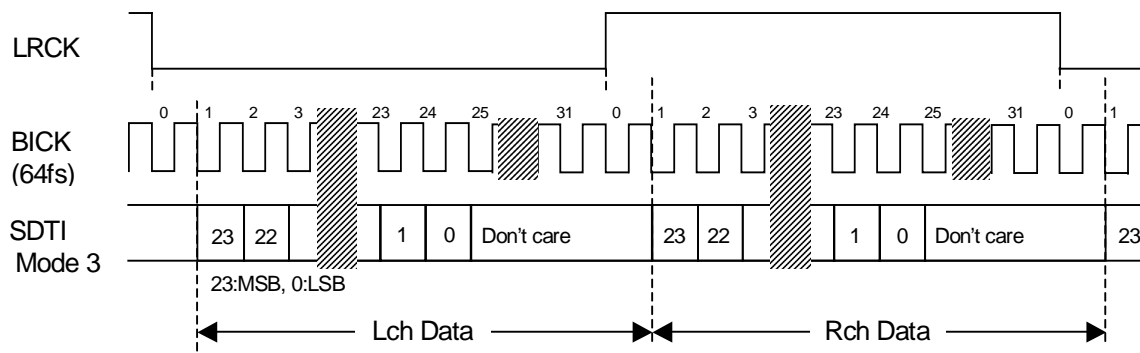 LRCK
0 1 2 3 23 24 25 31 0 1 2 3 23 24 25 31 0 1
BICK
(64fs)
SDTI
Mode 3
23 22 1 0 Don't care 23 22 1 0 Don't care 23
23:MSB, 0:LSB
Lch Data Rch Data